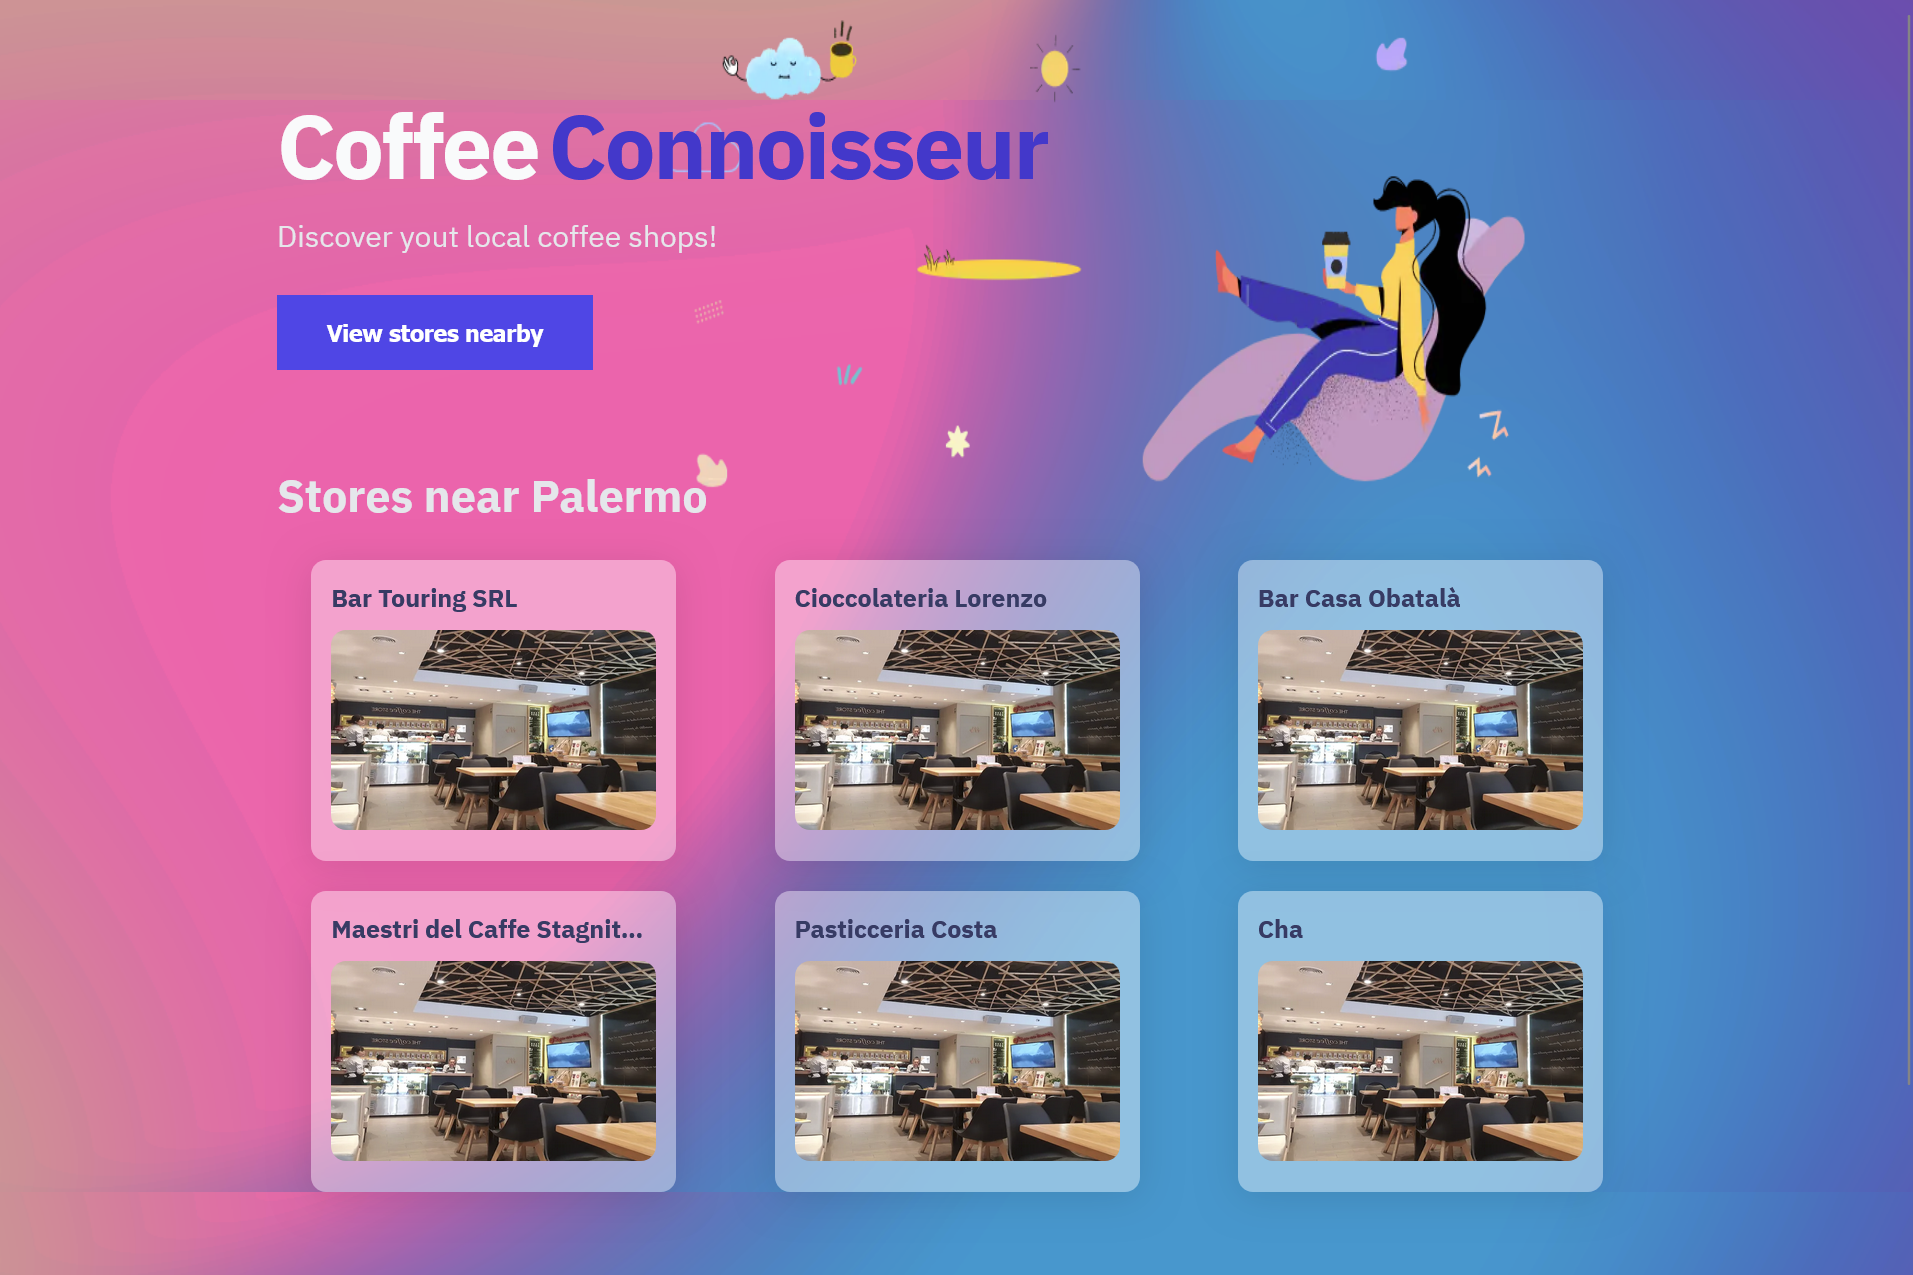 Coffee Connoisseur
Discover yout local coffee shops!
View stores nearby
Stores near Palermo
Bar Touring SRL
Cioccolateria Lorenzo
Bar Casa Obatalà
Maestri del Caffe Stagnit...
Pasticceria Costa
Cha